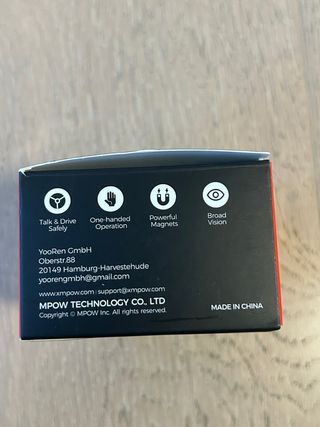 Talk & Drive
Safely
One-handed
Operation
Powerful
Magnets
Broad
Vision
YooRen GmbH
Oberstr.88
20149 Hamburg-Harvestehude
yoorengmbh@gmail.com
www.xmpow.com | support@xmpow.com
MPOW TECHNOLOGY CO., LTD
Copyright © MPOW Inc. All rights reserved.
MADE IN CHINA